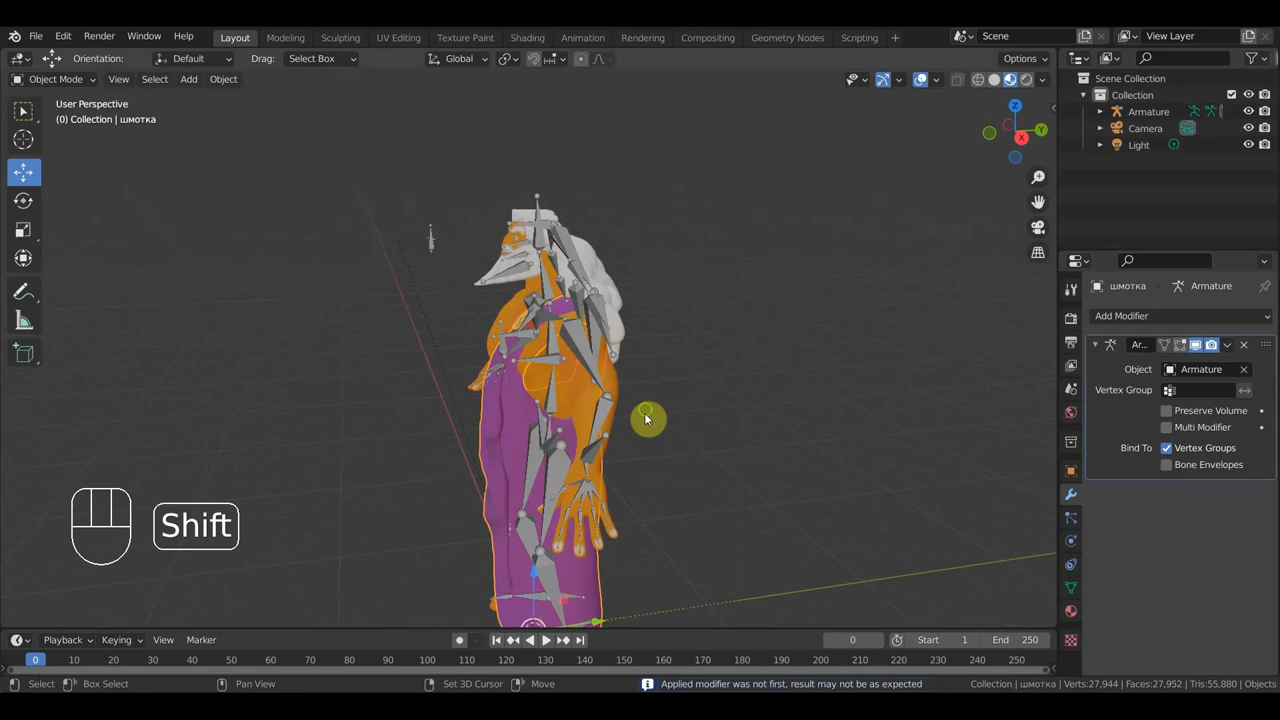 File Edit Render Window Help Layout Modeling Sculpting UV Editing Texture Paint Shading Animation Rendering Compositing Geometry Nodes Scripting + Scene View Layer
Orientation: Default Drag: Select Box Global Options
Object Mode View Select Add Object
Scene Collection
Collection
Armature
Camera
Light
User Perspective
(0) Collection | шмотка
Z
Y
X
шмотка Armature
Add Modifier
Ar...
Object Armature
Vertex Group
Preserve Volume
Multi Modifier
Bind To Vertex Groups
Bone Envelopes
Shift
Playback Keying View Marker 0 Start 1 End 250
0 10 20 30 40 50 60 70 80 90 100 110 120 130 140 150 160 170 180 190 200 210 220 230 240 250
Select Box Select Pan View Set 3D Cursor Move Applied modifier was not first, result may not be as expected Collection | шмотка | Verts:27,944 | Faces:27,952 | Tris:55,880 | Objects: